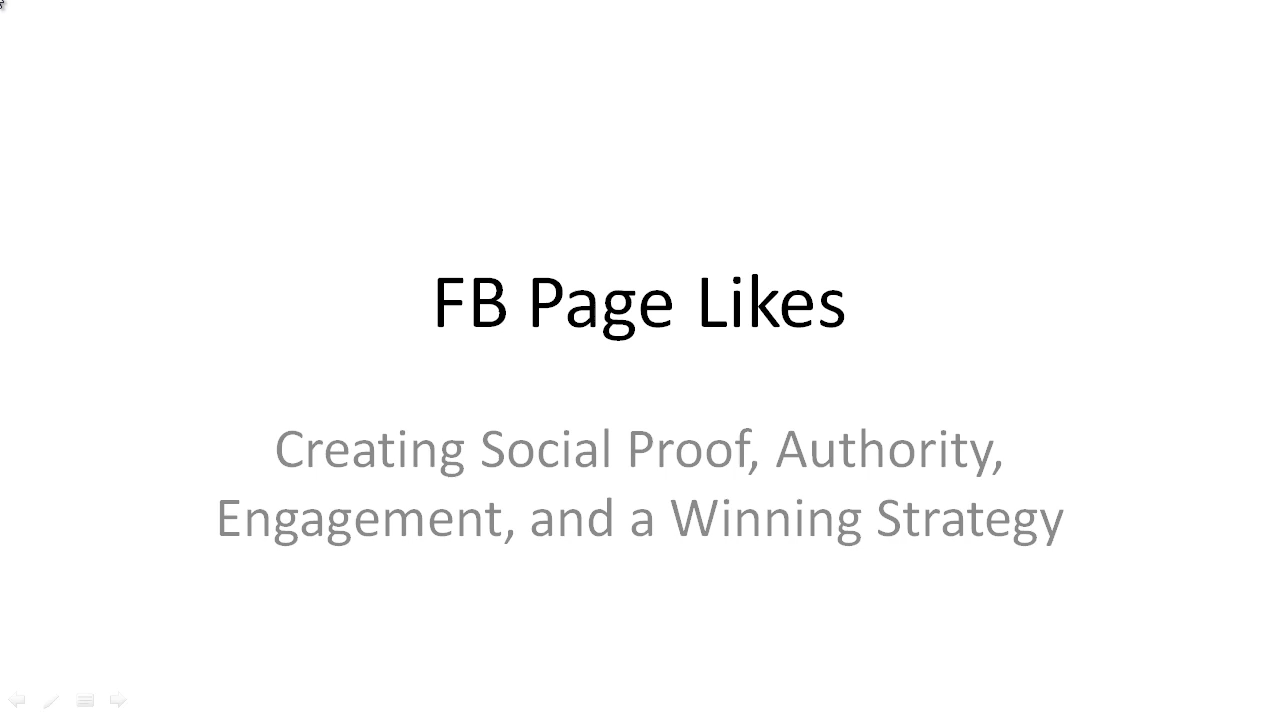 FB Page Likes
Creating Social Proof, Authority,
Engagement, and a Winning Strategy